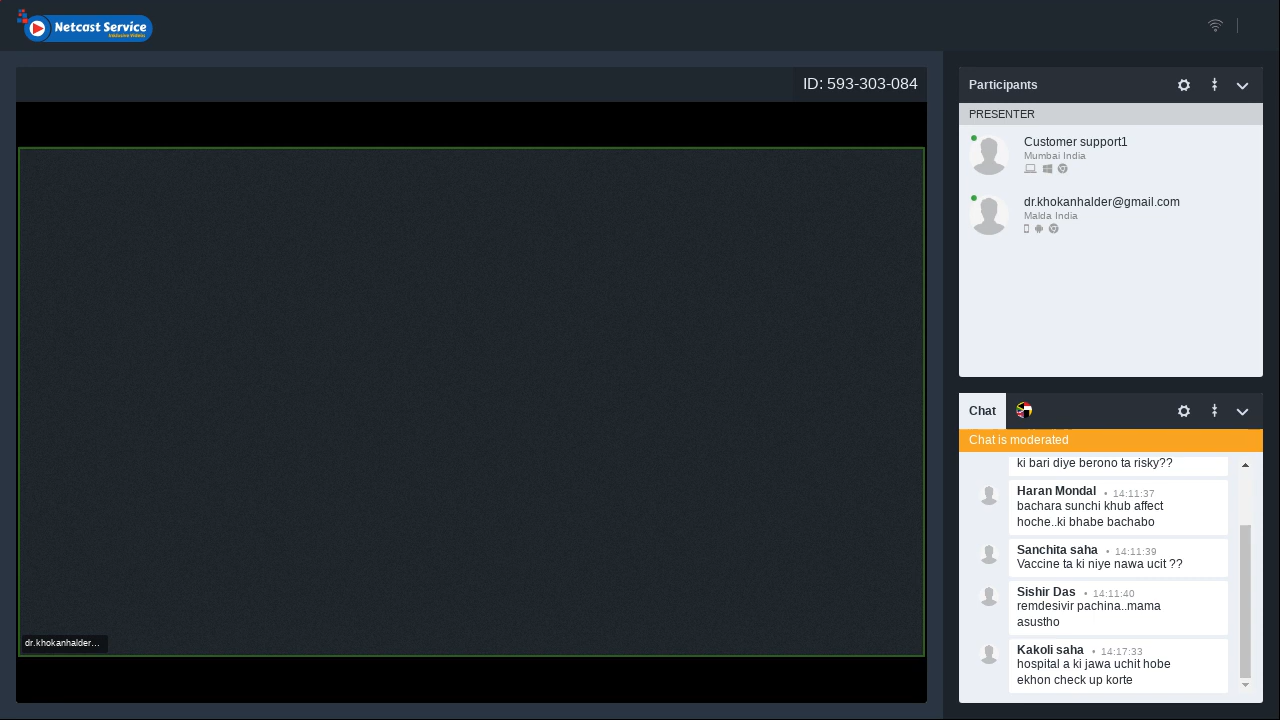 Netcast Service
ID: 593-303-084
dr.khokanhalder...
Participants
PRESENTER
Customer support1
Mumbai India
dr.khokanhalder@gmail.com
Malda India
Chat
Chat is moderated
ki bari diye berono ta risky??
Haran Mondal • 14:11:37
bachara sunchi khub affect
hoche..ki bhabe bachabo
Sanchita saha • 14:11:39
Vaccine ta ki niye nawa ucit ??
Sishir Das • 14:11:40
remdesivir pachina..mama
asustho
Kakoli saha • 14:17:33
hospital a ki jawa uchit hobe
ekhon check up korte